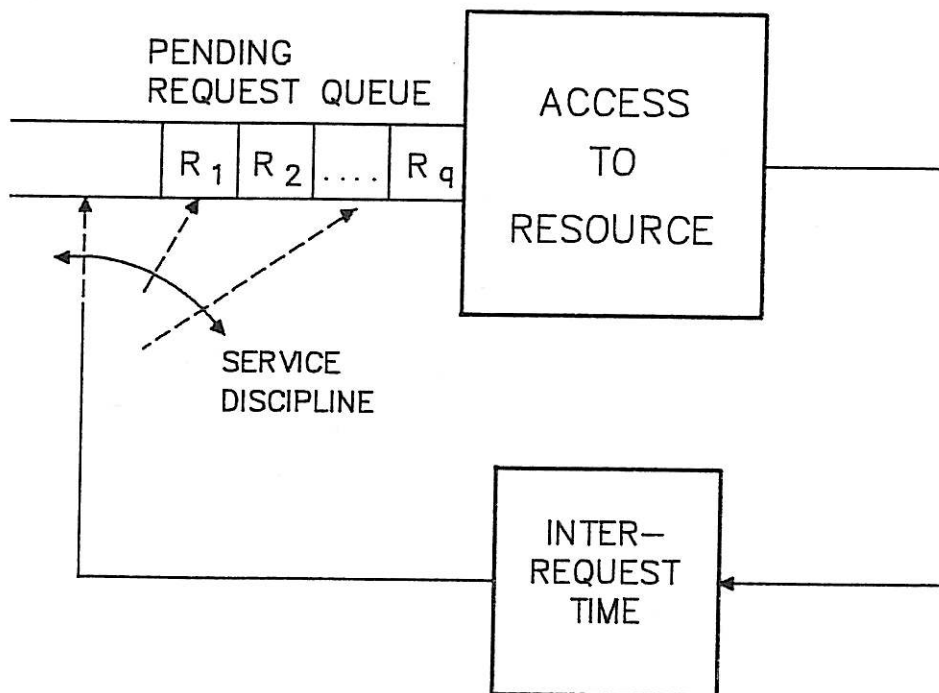 PENDING
REQUEST QUEUE
R1 R2 .... Rq
ACCESS
TO
RESOURCE
SERVICE
DISCIPLINE
INTER-
REQUEST
TIME